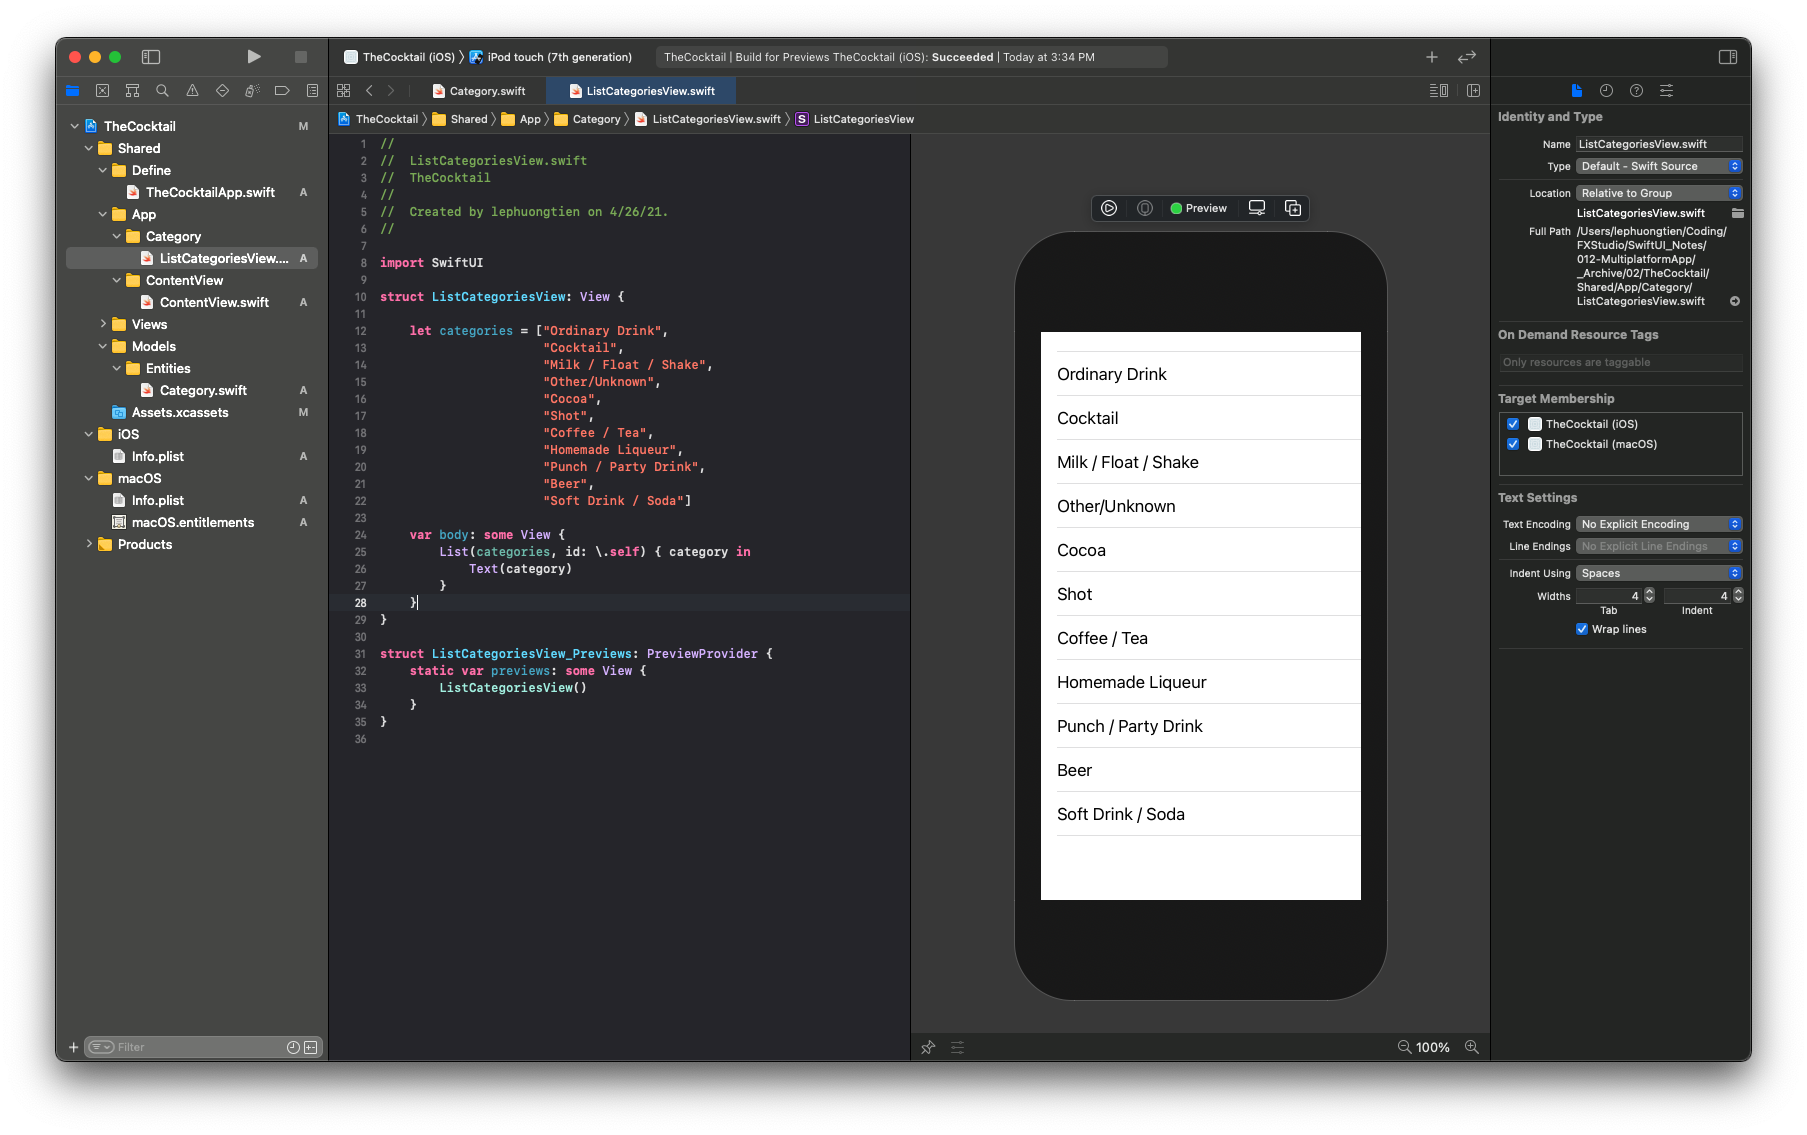 TheCocktail (iOS) 〉 iPod touch (7th generation)
TheCocktail | Build for Previews TheCocktail (iOS): Succeeded | Today at 3:34 PM
Category.swift
ListCategoriesView.swift
TheCocktail 〉 Shared 〉 App 〉 Category 〉 ListCategoriesView.swift 〉 S ListCategoriesView
TheCocktail M
Shared
Define
TheCocktailApp.swift A
App
Category
ListCategoriesView.... A
ContentView
ContentView.swift A
Views
Models
Entities
Category.swift A
Assets.xcassets M
iOS
Info.plist A
macOS
Info.plist A
macOS.entitlements A
Products
Filter
1 //
2 //  ListCategoriesView.swift
3 //  TheCocktail
4 //
5 //  Created by lephuongtien on 4/26/21.
6 //
7
8 import SwiftUI
9
10 struct ListCategoriesView: View {
11
12     let categories = ["Ordinary Drink",
13                       "Cocktail",
14                       "Milk / Float / Shake",
15                       "Other/Unknown",
16                       "Cocoa",
17                       "Shot",
18                       "Coffee / Tea",
19                       "Homemade Liqueur",
20                       "Punch / Party Drink",
21                       "Beer",
22                       "Soft Drink / Soda"]
23
24     var body: some View {
25         List(categories, id: \.self) { category in
26             Text(category)
27         }
28     }
29 }
30
31 struct ListCategoriesView_Previews: PreviewProvider {
32     static var previews: some View {
33         ListCategoriesView()
34     }
35 }
36
Preview
Ordinary Drink
Cocktail
Milk / Float / Shake
Other/Unknown
Cocoa
Shot
Coffee / Tea
Homemade Liqueur
Punch / Party Drink
Beer
Soft Drink / Soda
100%
Identity and Type
Name ListCategoriesView.swift
Type Default - Swift Source
Location Relative to Group
ListCategoriesView.swift
Full Path /Users/lephuongtien/Coding/
FXStudio/SwiftUI_Notes/
012-MultiplatformApp/
_Archive/02/TheCocktail/
Shared/App/Category/
ListCategoriesView.swift
On Demand Resource Tags
Only resources are taggable
Target Membership
TheCocktail (iOS)
TheCocktail (macOS)
Text Settings
Text Encoding No Explicit Encoding
Line Endings No Explicit Line Endings
Indent Using Spaces
Widths 4 4
Tab Indent
Wrap lines